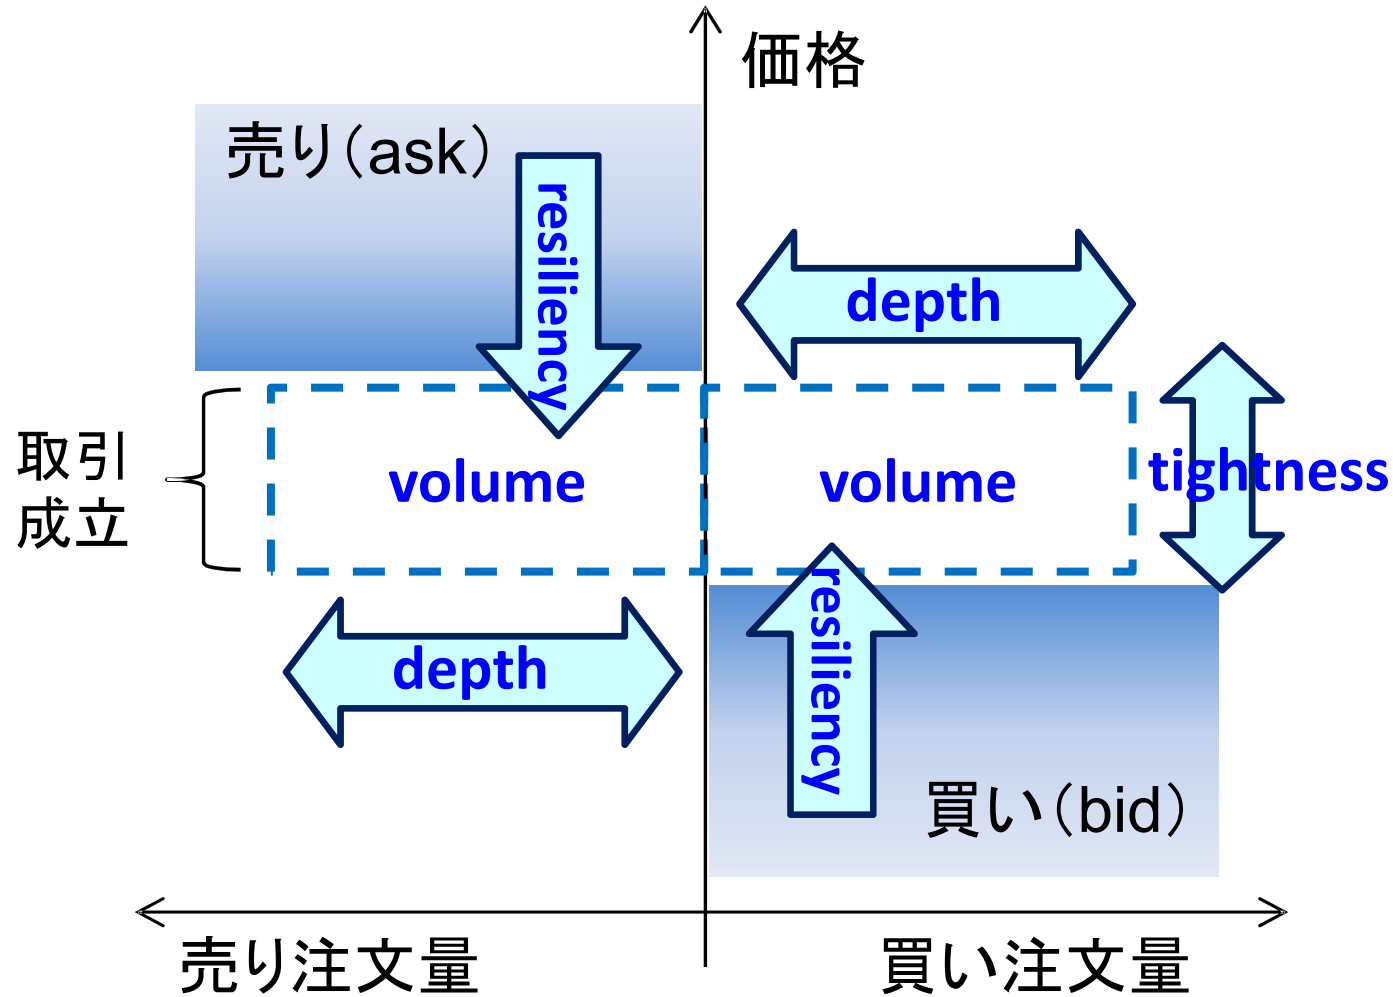 価格
売り（ask）
resiliency
depth
取引
成立
volume
volume
tightness
depth
resiliency
買い（bid）
売り注文量
買い注文量